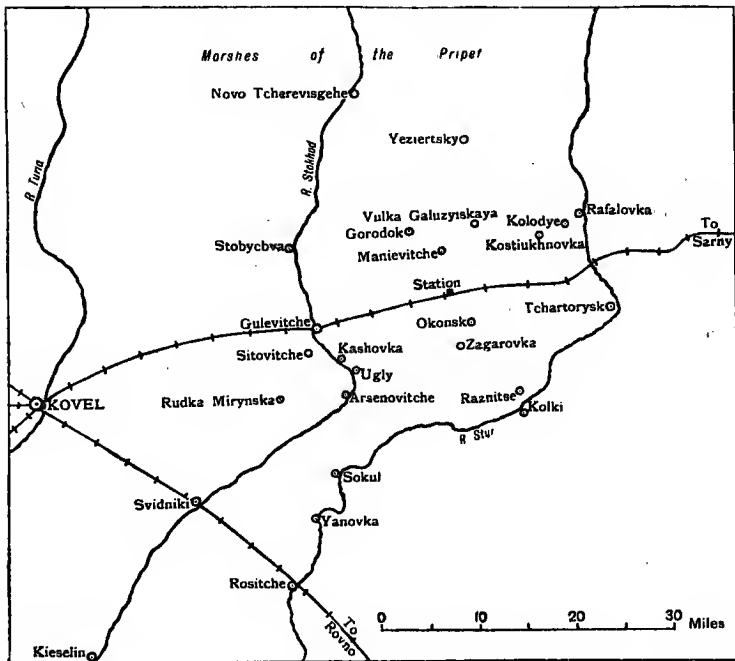 Marshes of the Pripet
Novo Tcherevisgehe
R. Tuna
R. Stokhod
Yeziertsky
Vulka Galuzyiskaya
Kolodye
Rafalovka
Gorodok
Kostiukhnovka
To
Sarny
Stobychva
Manievitche
Station
Tchartorysk
Gulevitche
Okonsk
Sitovitche
Kashovka
Zagarovka
Ugly
KOVEL
Rudka Mirynska
Arsenovitche
Raznitse
Kolki
R. Stur
Sokul
Svidniki
Yanovka
Rositche
To
Rovno
0 10 20 30
Miles
Kieselin